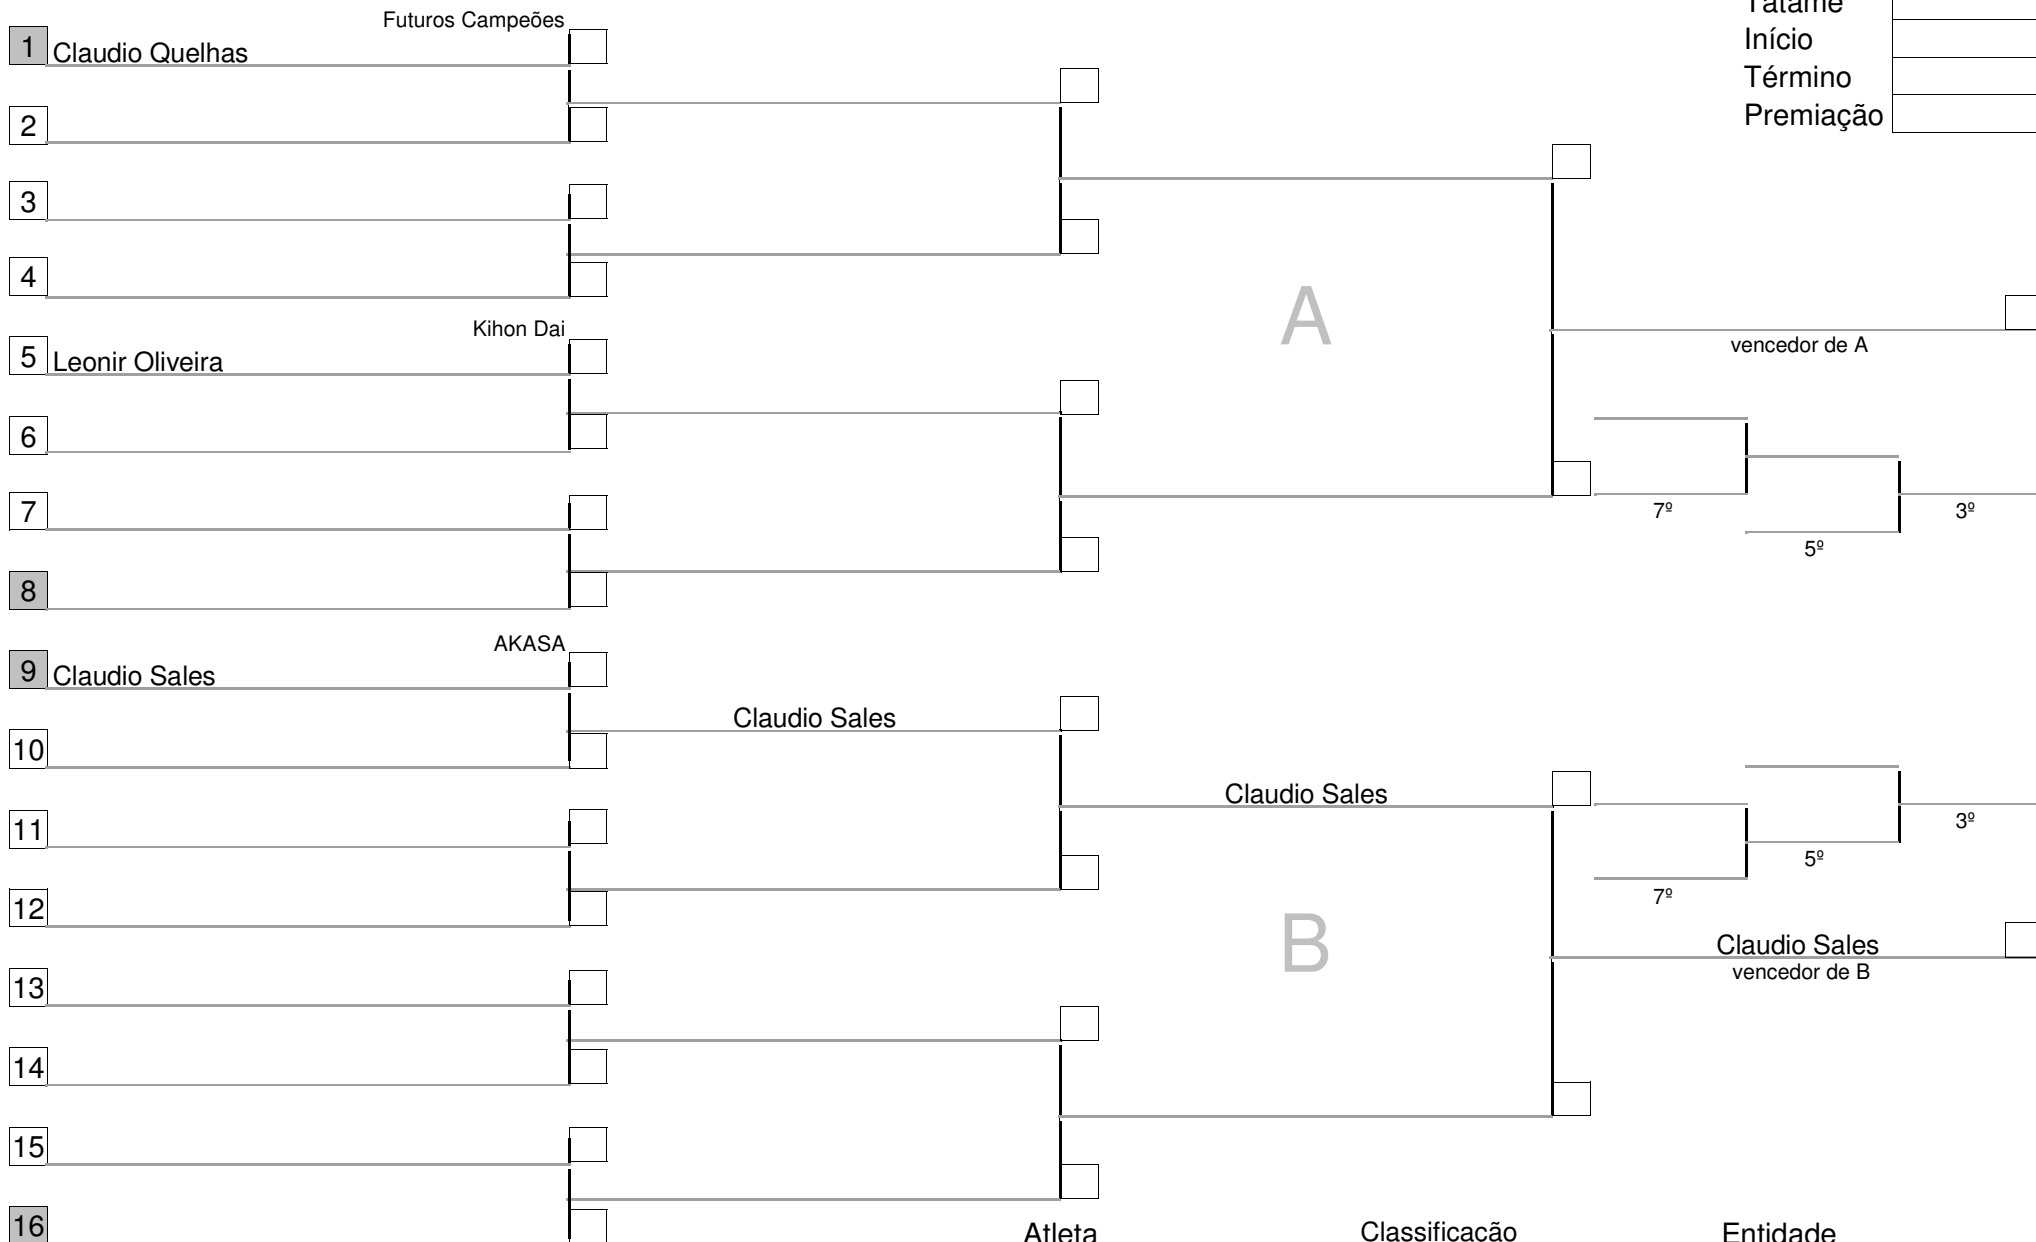 Futuros Campeões
1 Claudio Quelhas
2
3
4
Kihon Dai
5 Leonir Oliveira
6
7
8
AKASA
9 Claudio Sales
10
11
12
13
14
15
16
Claudio Sales
A
Claudio Sales
B
Tatame
Início
Término
Premiação
vencedor de A
7º
5º
3º
3º
5º
7º
Claudio Sales
vencedor de B
Atleta Classificação Entidade